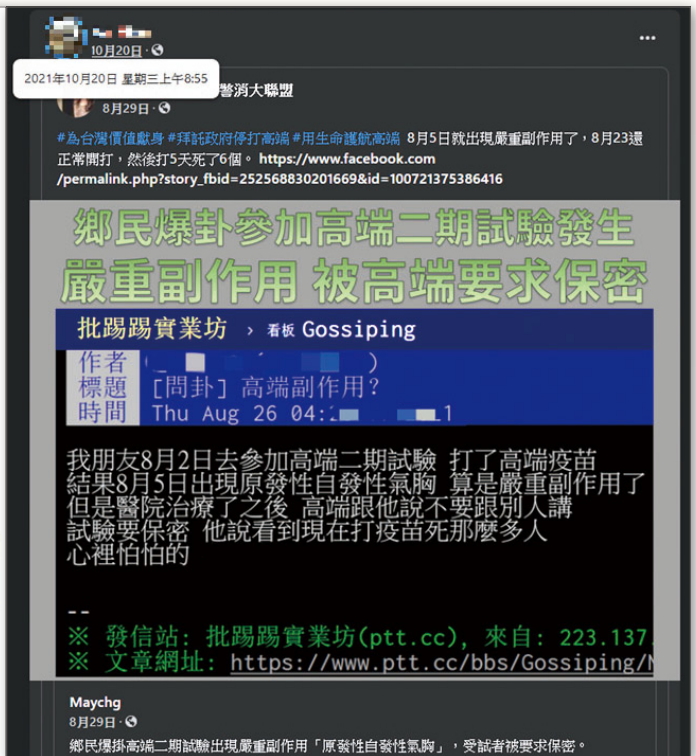 10月20日
2021年10月20日 星期三上午8:55
警消大聯盟
8月29日
#為台灣價值獻身 #拜託政府停打高端 #用生命護航高端 8月5日就出現嚴重副作用了，8月23還
正常開打，然後打5天死了6個。 https://www.facebook.com
/permalink.php?story_fbid=252568830201669&id=100721375386416
鄉民爆卦參加高端二期試驗發生
嚴重副作用 被高端要求保密
批踢踢實業坊 › 看板 Gossiping
作者
標題 [問卦] 高端副作用?
時間 Thu Aug 26 04:
我朋友8月2日去參加高端二期試驗 打了高端疫苗
結果8月5日出現原發性自發性氣胸 算是嚴重副作用了
但是醫院治療了之後 高端跟他說不要跟別人講
試驗要保密 他說看到現在打疫苗死那麼多人
心裡怕怕的
--
※ 發信站: 批踢踢實業坊(ptt.cc), 來自: 223.137
※ 文章網址: https://www.ptt.cc/bbs/Gossiping/
Maychg
8月29日
鄉民爆掛高端二期試驗出現嚴重副作用「原發性自發性氣胸」，受試者被要求保密。